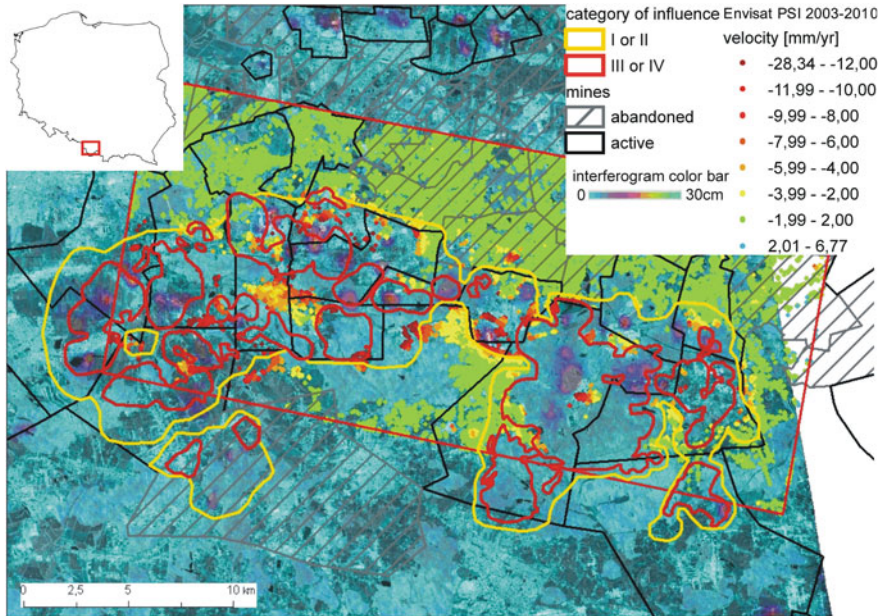 category of influence
I or II
III or IV
mines
abandoned
active
interferogram color bar
0 30cm
Envisat PSI 2003-2010
velocity [mm/yr]
-28,34 - -12,00
-11,99 - -10,00
-9,99 - -8,00
-7,99 - -6,00
-5,99 - -4,00
-3,99 - -2,00
-1,99 - 2,00
2,01 - 6,77
0 2,5 5 10 km